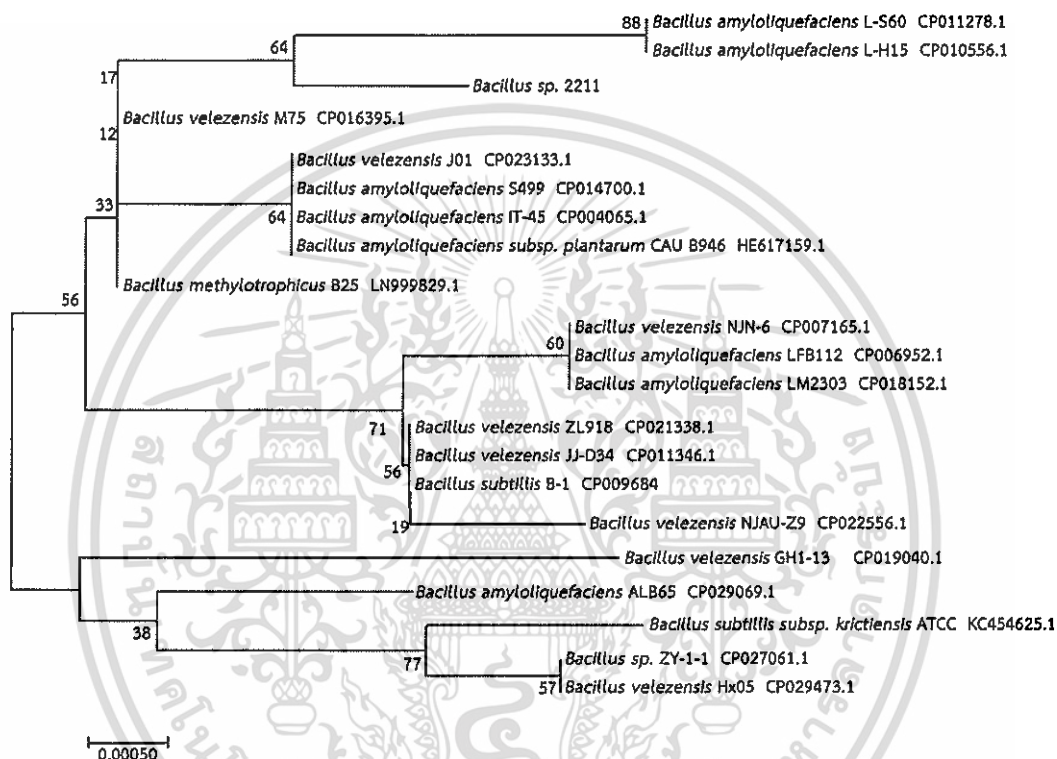 88 Bacillus amyloliquefaciens L-S60 CP011278.1
64
Bacillus amyloliquefaciens L-H15 CP010556.1
17
Bacillus sp. 2211
Bacillus velezensis M75 CP016395.1
12
Bacillus velezensis J01 CP023133.1
Bacillus amyloliquefaciens S499 CP014700.1
33
64 Bacillus amyloliquefaciens IT-45 CP004065.1
Bacillus amyloliquefaciens subsp. plantarum CAU B946 HE617159.1
Bacillus methylotrophicus B25 LN999829.1
56
Bacillus velezensis NJN-6 CP007165.1
60 Bacillus amyloliquefaciens LFB112 CP006952.1
Bacillus amyloliquefaciens LM2303 CP018152.1
71 Bacillus velezensis ZL918 CP021338.1
Bacillus velezensis JJ-D34 CP011346.1
56
Bacillus subtillis B-1 CP009684
19 Bacillus velezensis NJAU-Z9 CP022556.1
Bacillus velezensis GH1-13 CP019040.1
Bacillus amyloliquefaciens ALB65 CP029069.1
38
Bacillus subtillis subsp. krictiensis ATCC KC454625.1
77
Bacillus sp. ZY-1-1 CP027061.1
57 Bacillus velezensis Hx05 CP029473.1
0.00050